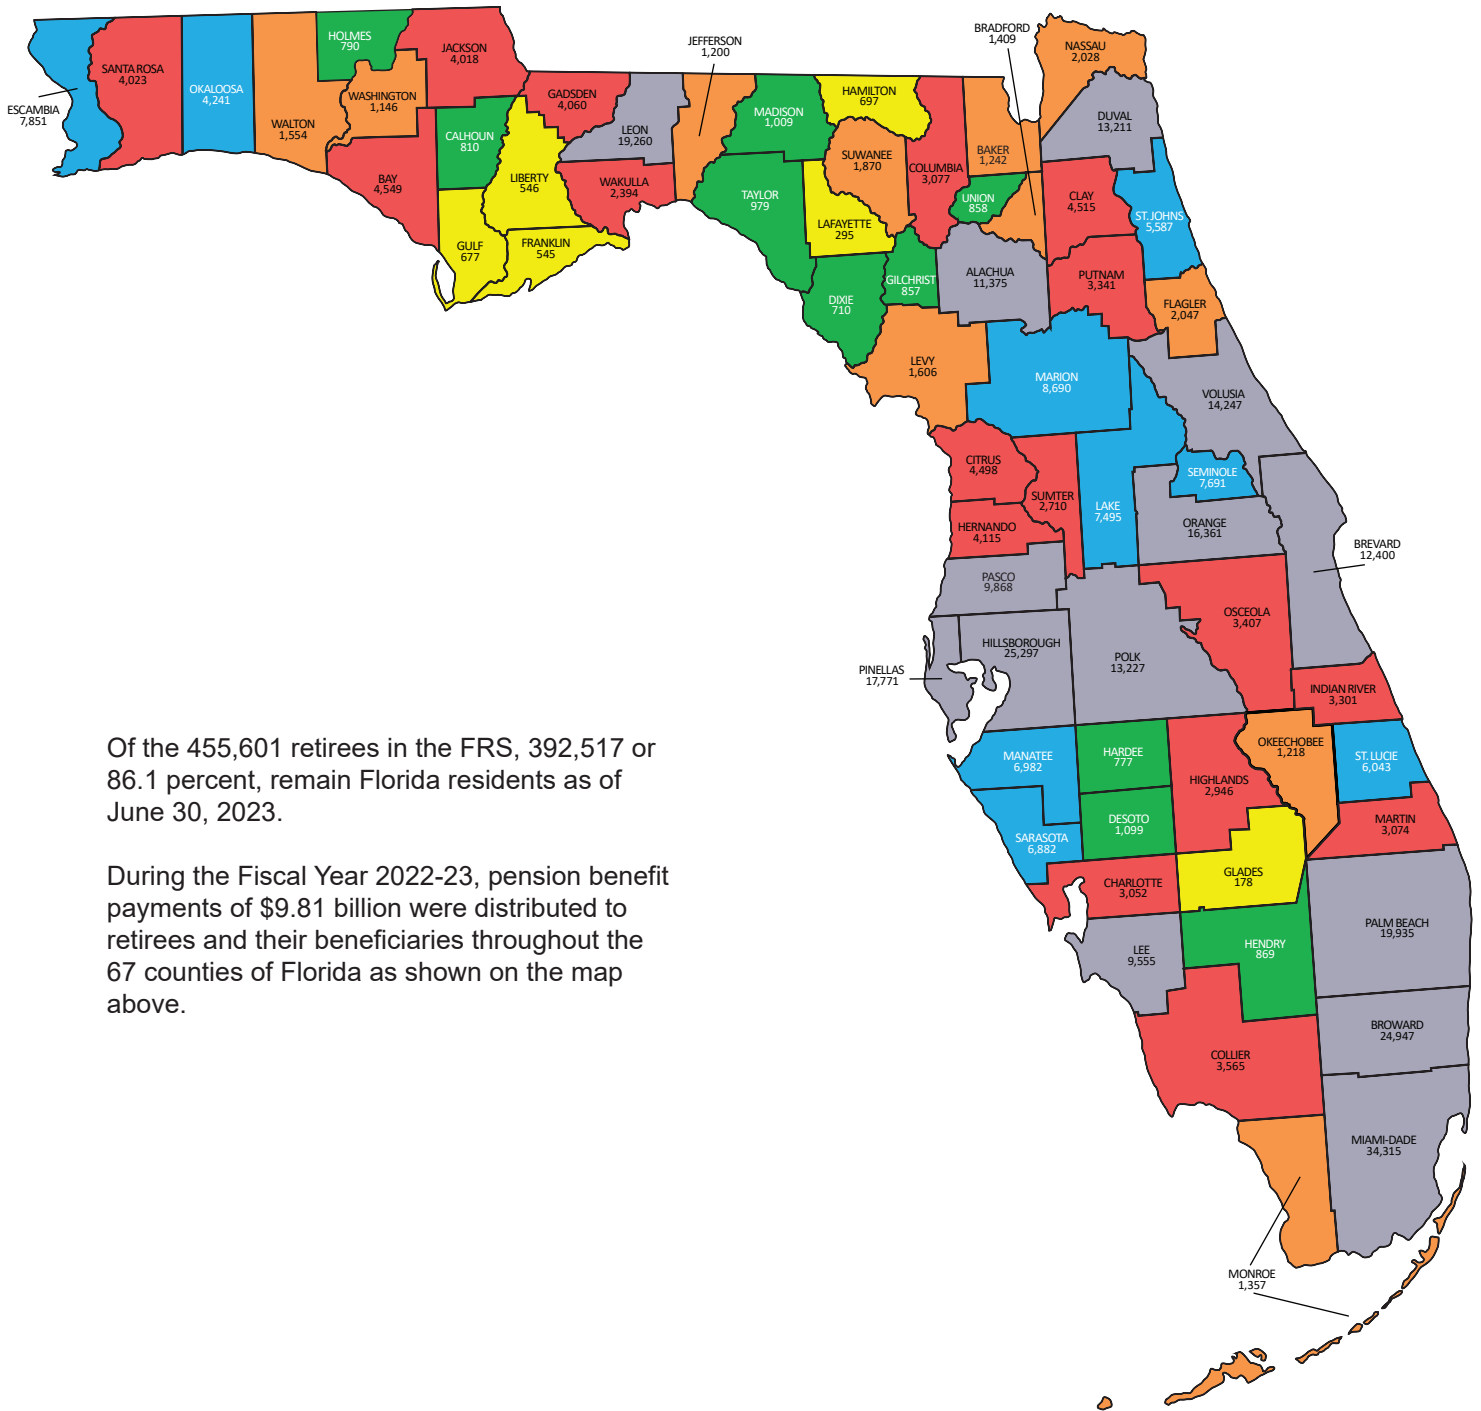 HOLMES
790
JACKSON
4,018
JEFFERSON
1,200
BRADFORD
1,409
NASSAU
2,028
SANTA ROSA
4,023
OKALOOSA
4,241
ESCAMBIA
7,851
WALTON
1,554
WASHINGTON
1,146
GADSDEN
4,060
LEON
19,260
MADISON
1,009
HAMILTON
697
DUVAL
13,211
CALHOUN
810
BAY
4,549
LIBERTY
546
WAKULLA
2,394
TAYLOR
979
SUWANEE
1,870
COLUMBIA
3,077
BAKER
1,242
UNION
858
CLAY
4,515
ST. JOHNS
5,587
LAFAYETTE
295
GULF
677
FRANKLIN
545
DIXIE
710
GILCHRIST
857
ALACHUA
11,375
PUTNAM
3,341
FLAGLER
2,047
LEVY
1,606
MARION
8,690
VOLUSIA
14,247
CITRUS
4,498
SUMTER
2,710
LAKE
7,495
SEMINOLE
7,691
HERNANDO
4,115
ORANGE
16,361
BREVARD
12,400
PASCO
9,868
OSCEOLA
3,407
HILLSBOROUGH
25,297
POLK
13,227
PINELLAS
17,771
INDIAN RIVER
3,301
MANATEE
6,982
HARDEE
777
HIGHLANDS
2,946
OKEECHOBEE
1,218
ST. LUCIE
6,043
SARASOTA
6,882
DESOTO
1,099
MARTIN
3,074
CHARLOTTE
3,052
GLADES
178
LEE
9,555
HENDRY
869
PALM BEACH
19,935
COLLIER
3,565
BROWARD
24,947
MIAMI-DADE
34,315
MONROE
1,357
Of the 455,601 retirees in the FRS, 392,517 or
86.1 percent, remain Florida residents as of
June 30, 2023.
During the Fiscal Year 2022-23, pension benefit
payments of $9.81 billion were distributed to
retirees and their beneficiaries throughout the
67 counties of Florida as shown on the map
above.